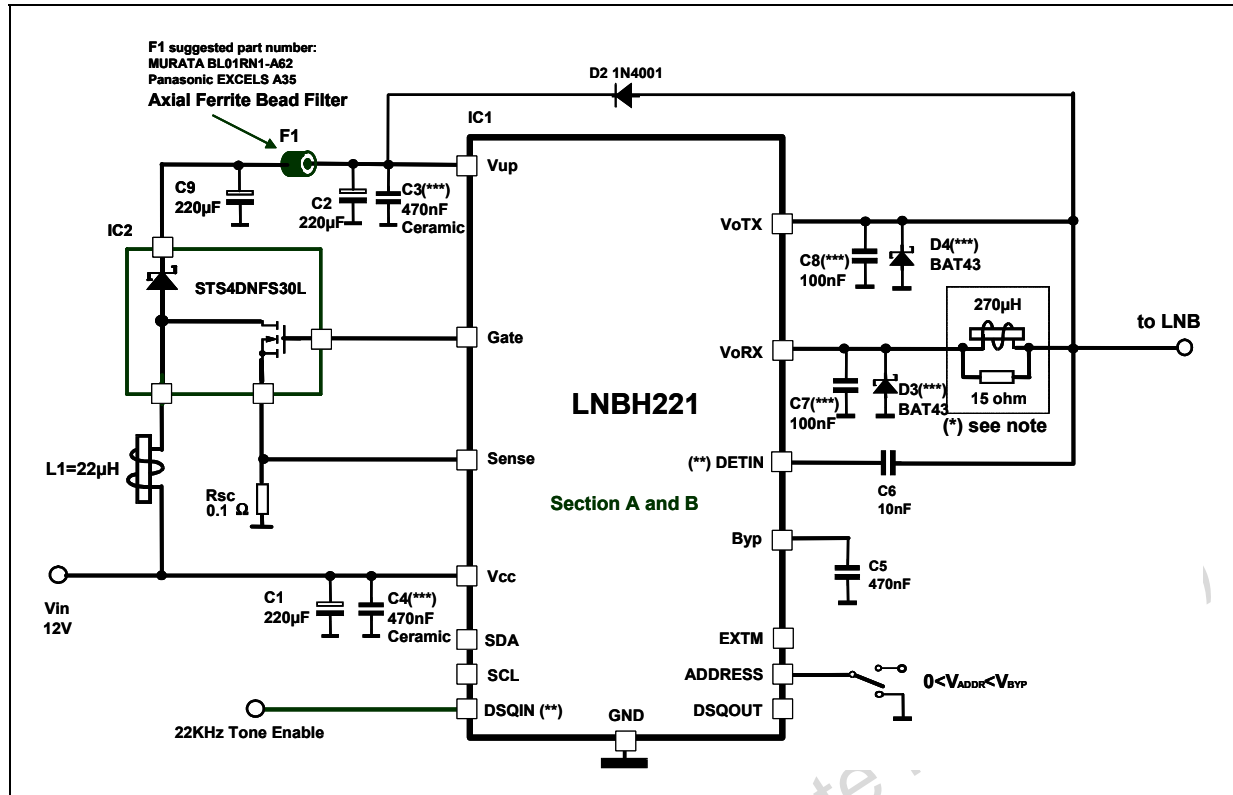 F1 suggested part number:
MURATA BL01RN1-A62
Panasonic EXCELS A35
Axial Ferrite Bead Filter
F1
D2 1N4001
IC1
Vup
C9
220µF
C2
220µF
C3(***)
470nF
Ceramic
IC2
STS4DNFS30L
VoTX
C8(***)
100nF
D4(***)
BAT43
270µH
15 ohm
(*) see note
to LNB
Gate
VoRX
C7(***)
100nF
D3(***)
BAT43
LNBH221
L1=22µH
Rsc
0.1 Ω
Sense
(**) DETIN
C6
10nF
Section A and B
Byp
C5
470nF
Vin
12V
Vcc
C1
220µF
C4(***)
470nF
Ceramic
SDA
SCL
EXTM
ADDRESS
0<VADDR<VBYP
DSQIN (**)
DSQOUT
GND
22KHz Tone Enable